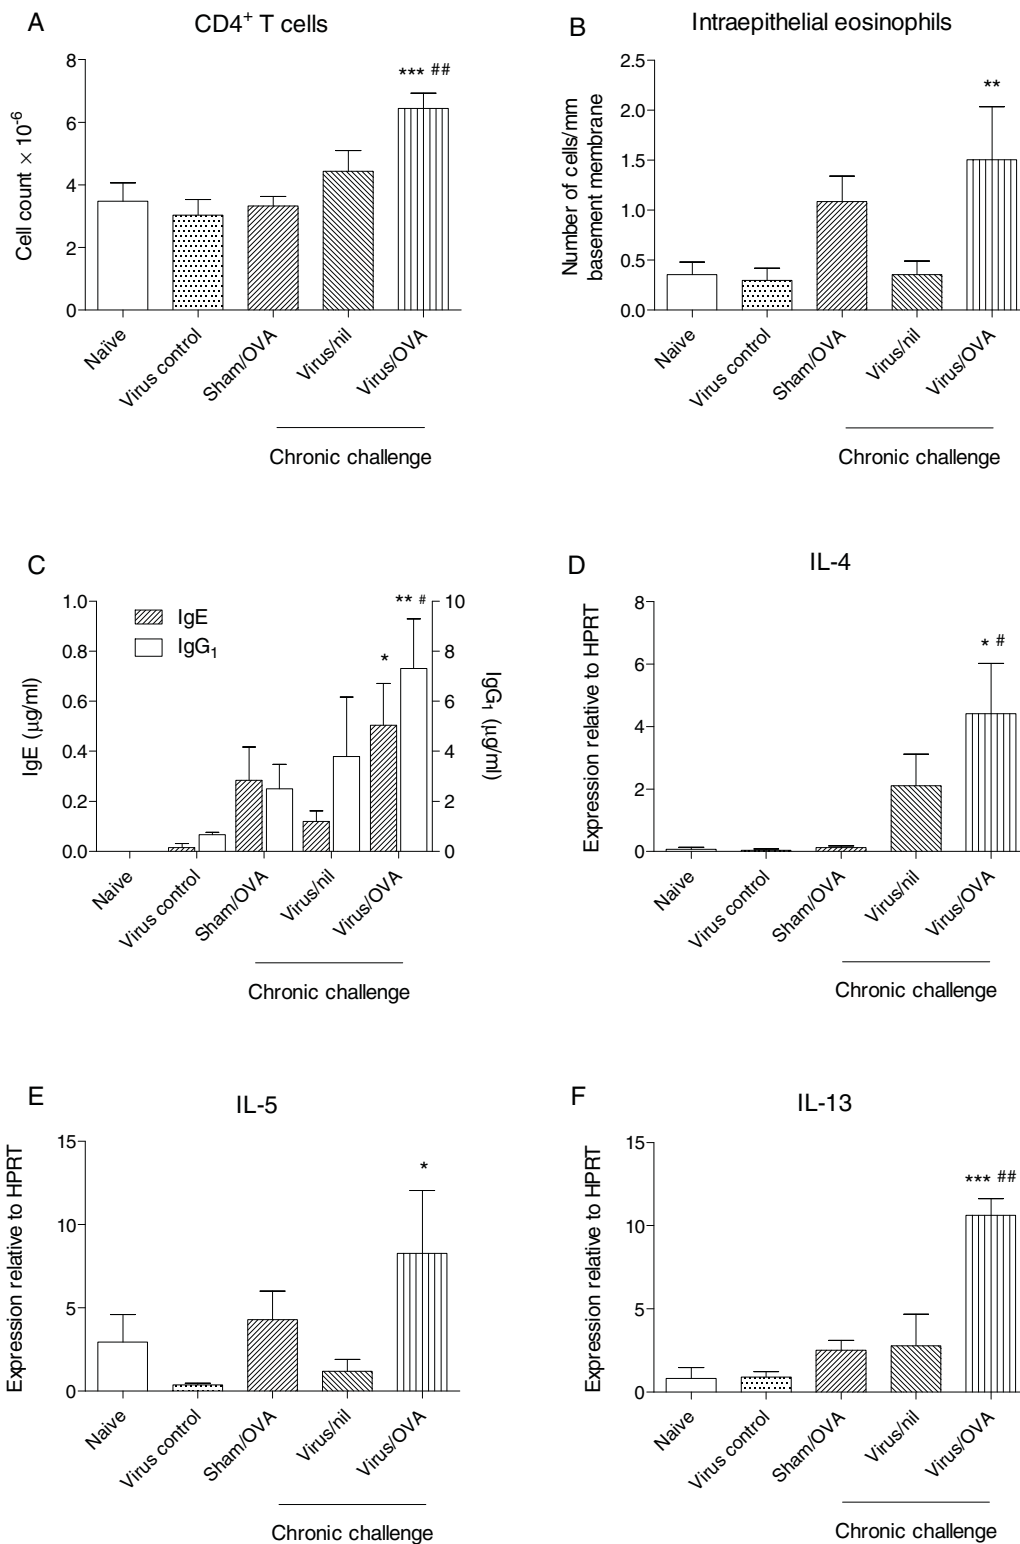 A
CD4⁺ T cells
Cell count × 10⁻⁶
8
6
4
2
0
*** ##
Naïve
Virus control
Sham/OVA
Virus/nil
Virus/OVA
Chronic challenge
B
Intraepithelial eosinophils
Number of cells/mm
basement membrane
2.5
2.0
1.5
1.0
0.5
0.0
**
Naïve
Virus control
Sham/OVA
Virus/nil
Virus/OVA
Chronic challenge
C
IgE (μg/ml)
1.0
0.8
0.6
0.4
0.2
0.0
IgE
IgG₁
*
** #
10
8
6
4
2
0
IgG₁ (μg/ml)
Naive
Virus control
Sham/OVA
Virus/nil
Virus/OVA
Chronic challenge
D
IL-4
Expression relative to HPRT
8
6
4
2
0
* #
Naive
Virus control
Sham/OVA
Virus/nil
Virus/OVA
Chronic challenge
E
IL-5
Expression relative to HPRT
15
10
5
0
*
Naive
Virus control
Sham/OVA
Virus/nil
Virus/OVA
Chronic challenge
F
IL-13
Expression relative to HPRT
15
10
5
0
*** ##
Naive
Virus control
Sham/OVA
Virus/nil
Virus/OVA
Chronic challenge